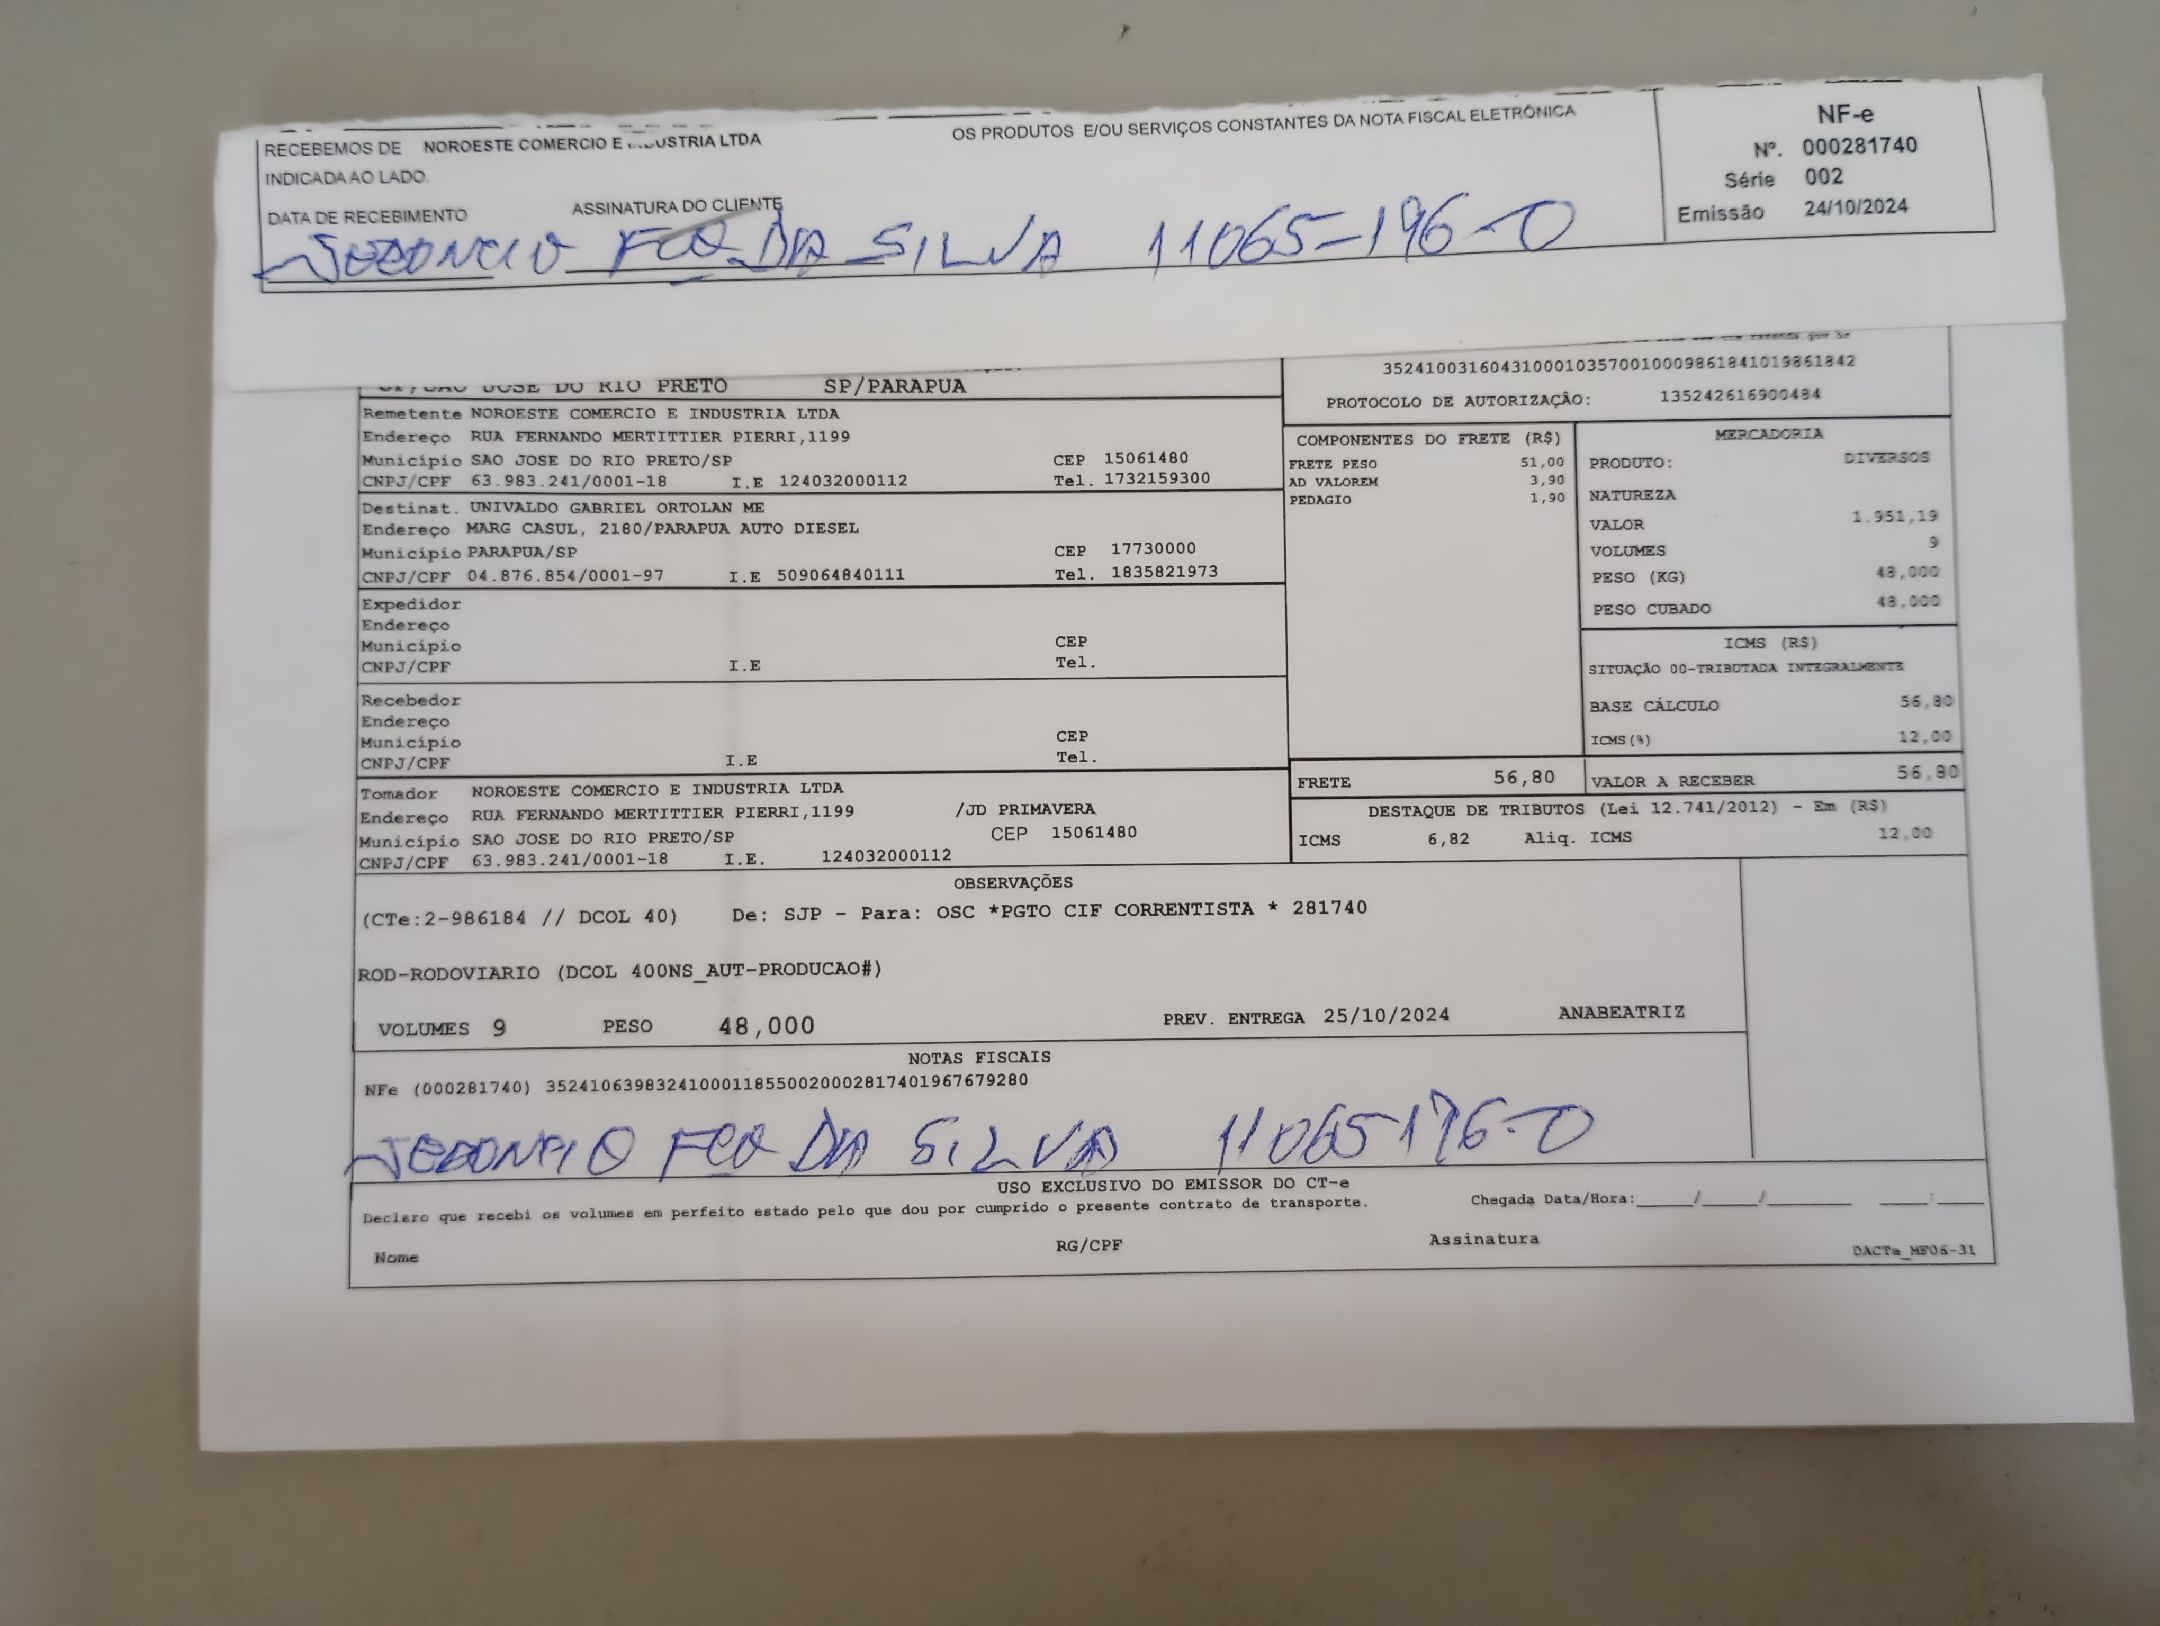 RECEBEMOS DE NOROESTE COMERCIO E INDUSTRIA LTDA OS PRODUTOS E/OU SERVIÇOS CONSTANTES DA NOTA FISCAL ELETRÔNICA
INDICADA AO LADO.
DATA DE RECEBIMENTO ASSINATURA DO CLIENTE
FCO DA SILVA 11065-196-0
NF-e
Nº. 000281740
Série 002
Emissão 24/10/2024
JOSE DO RIO PRETO SP/PARAPUA
35241003160431000103570010009861841019861842
PROTOCOLO DE AUTORIZAÇÃO: 135242616900484
Remetente NOROESTE COMERCIO E INDUSTRIA LTDA
Endereço RUA FERNANDO MERTITTIER PIERRI,1199
Município SAO JOSE DO RIO PRETO/SP CEP 15061480
CNPJ/CPF 63.983.241/0001-18 I.E 124032000112 Tel. 1732159300
Destinat. UNIVALDO GABRIEL ORTOLAN ME
Endereço MARG CASUL, 2180/PARAPUA AUTO DIESEL
Município PARAPUA/SP CEP 17730000
CNPJ/CPF 04.876.854/0001-97 I.E 509064840111 Tel. 1835821973
Expedidor
Endereço
Município CEP
CNPJ/CPF I.E Tel.
Recebedor
Endereço
Município CEP
CNPJ/CPF I.E Tel.
Tomador NOROESTE COMERCIO E INDUSTRIA LTDA
Endereço RUA FERNANDO MERTITTIER PIERRI,1199 /JD PRIMAVERA
Município SAO JOSE DO RIO PRETO/SP CEP 15061480
CNPJ/CPF 63.983.241/0001-18 I.E. 124032000112
COMPONENTES DO FRETE (R$)
FRETE PESO 51,00
AD VALOREM 3,90
PEDAGIO 1,90
MERCADORIA
PRODUTO: DIVERSOS
NATUREZA
VALOR 1.951,19
VOLUMES 9
PESO (KG) 48,000
PESO CUBADO 48,000
ICMS (R$)
SITUAÇÃO 00-TRIBUTADA INTEGRALMENTE
BASE CÁLCULO 56,80
ICMS(%) 12,00
FRETE 56,80 VALOR A RECEBER 56,80
DESTAQUE DE TRIBUTOS (Lei 12.741/2012) - Em (R$)
ICMS 6,82 Aliq. ICMS 12,00
OBSERVAÇÕES
(CTe:2-986184 // DCOL 40) De: SJP - Para: OSC *PGTO CIF CORRENTISTA * 281740
ROD-RODOVIARIO (DCOL 400NS_AUT-PRODUCAO#)
VOLUMES 9 PESO 48,000 PREV. ENTREGA 25/10/2024 ANABEATRIZ
NOTAS FISCAIS
NFe (000281740) 35241063983241000118550020002817401967679280
FCO DA SILVA 11065196-0
USO EXCLUSIVO DO EMISSOR DO CT-e
Declaro que recebi os volumes em perfeito estado pelo que dou por cumprido o presente contrato de transporte. Chegada Data/Hora:____/____/______ ____:____
Nome RG/CPF Assinatura DACTe_MF06-31